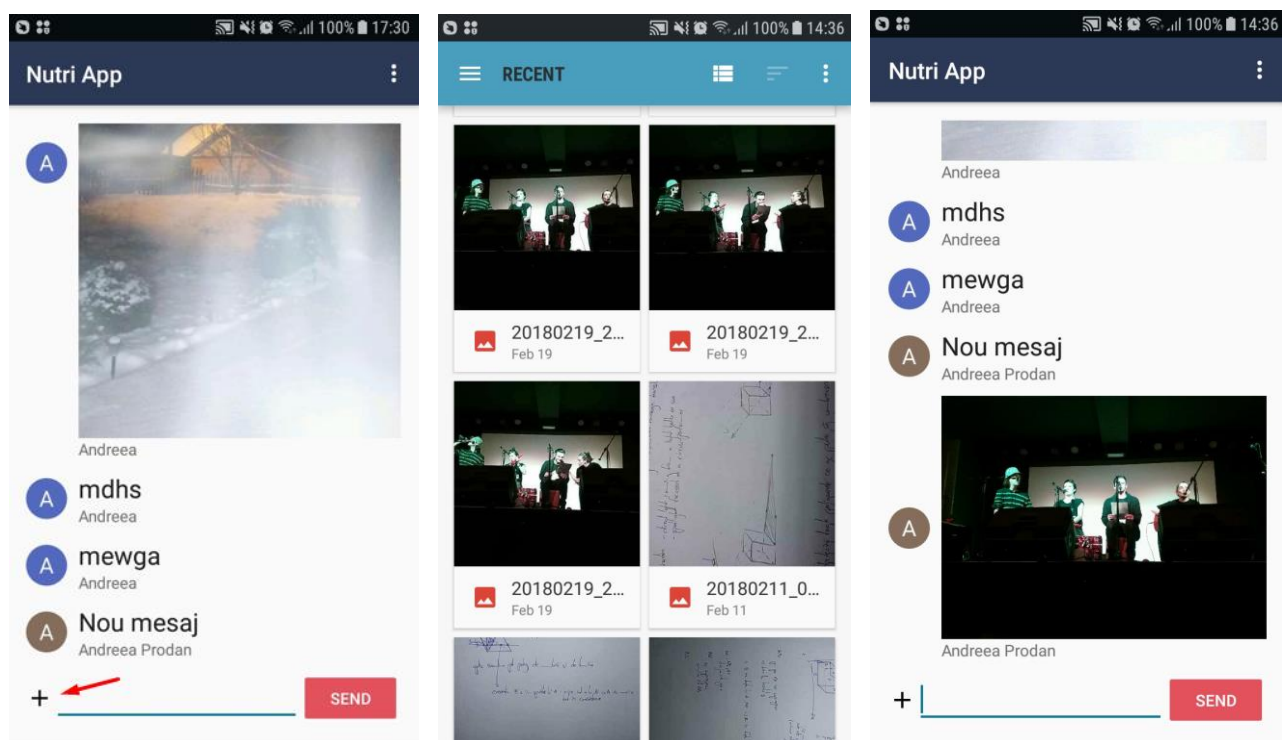 100% 17:30
Nutri App
A
Andreea
A
mdhs
Andreea
A
mewga
Andreea
A
Nou mesaj
Andreea Prodan
+
SEND
100% 14:36
RECENT
20180219_2...
Feb 19
20180219_2...
Feb 19
20180219_2...
Feb 19
20180211_0...
Feb 11
100% 14:36
Nutri App
Andreea
A
mdhs
Andreea
A
mewga
Andreea
A
Nou mesaj
Andreea Prodan
A
Andreea Prodan
+
SEND